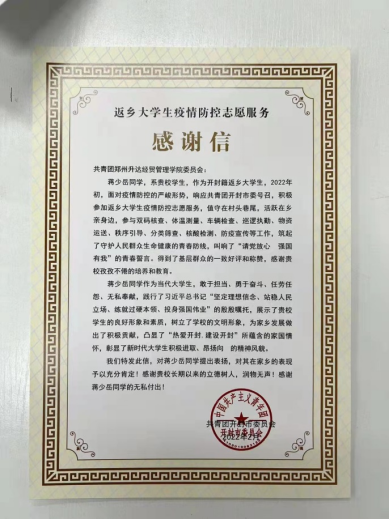 返乡大学生疫情防控志愿服务
感谢信
共青团郑州升达经贸管理学院委员会：
蒋少岳同学，系贵校学生，作为开封籍返乡大学生，2022年
初，面对疫情防控的严峻形势，响应共青团开封市委号召，积极
参加返乡大学生疫情防控志愿服务，值守在村头巷尾，活跃在乡
亲身边，参与双码核查、体温测量、车辆检查、巡逻执勤、物资
运送、秩序引导、分类筛查、核酸检测、防疫宣传等工作，筑起
了守护人民群众生命健康的青春防线，叫响了“请党放心 强国
有我”的青春誓言，得到了基层群众的一致好评和称赞，感谢贵
校孜孜不倦的培养和教育。
蒋少岳同学作为当代大学生，敢于担当、勇于奋斗、任劳任
怨、无私奉献，践行了习近平总书记“坚定理想信念、站稳人民
立场、练就过硬本领、投身强国伟业”的殷殷嘱托，展示了贵校
学生的良好形象和素质，树立了学校的文明形象，为家乡发展做
出了积极贡献，凸显了“热爱开封 建设开封”所蕴含的家国情
怀，彰显了新时代大学生积极进取、昂扬向 的精神风貌。
我们特发此信，对蒋少岳同学提出表扬，对其在家乡的表现
予以充分肯定！感谢贵校长期以来的立德树人，润物无声！感谢
蒋少岳同学的无私付出！
中国共产主义青年团
开封市委员会
共青团开封市委员会
2022年2月